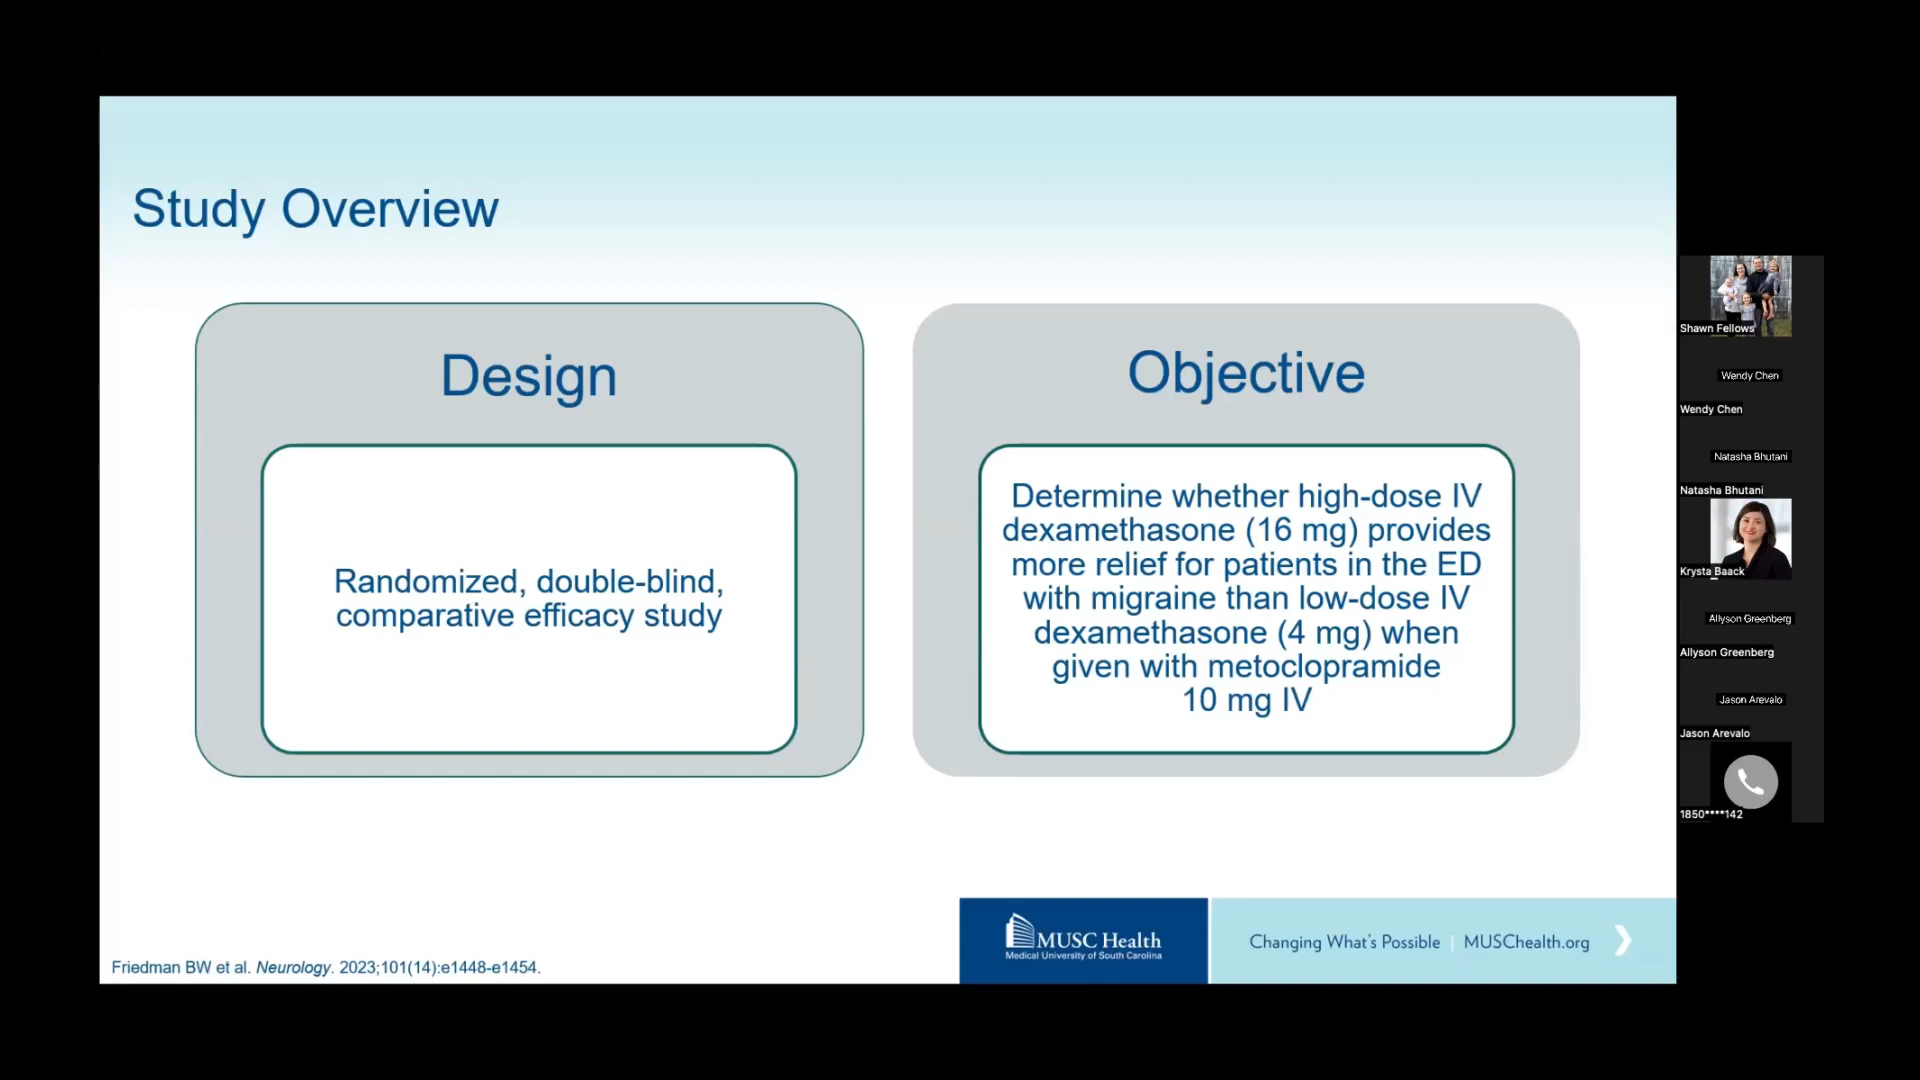 Study Overview
Design
Randomized, double-blind,
comparative efficacy study
Objective
Determine whether high-dose IV
dexamethasone (16 mg) provides
more relief for patients in the ED
with migraine than low-dose IV
dexamethasone (4 mg) when
given with metoclopramide
10 mg IV
Friedman BW et al. Neurology. 2023;101(14):e1448-e1454.
MUSC Health
Medical University of South Carolina
Changing What's Possible | MUSChealth.org
Shawn Fellows
Wendy Chen
Wendy Chen
Natasha Bhutani
Natasha Bhutani
Krysta Baack
Allyson Greenberg
Allyson Greenberg
Jason Arevalo
Jason Arevalo
1850****142